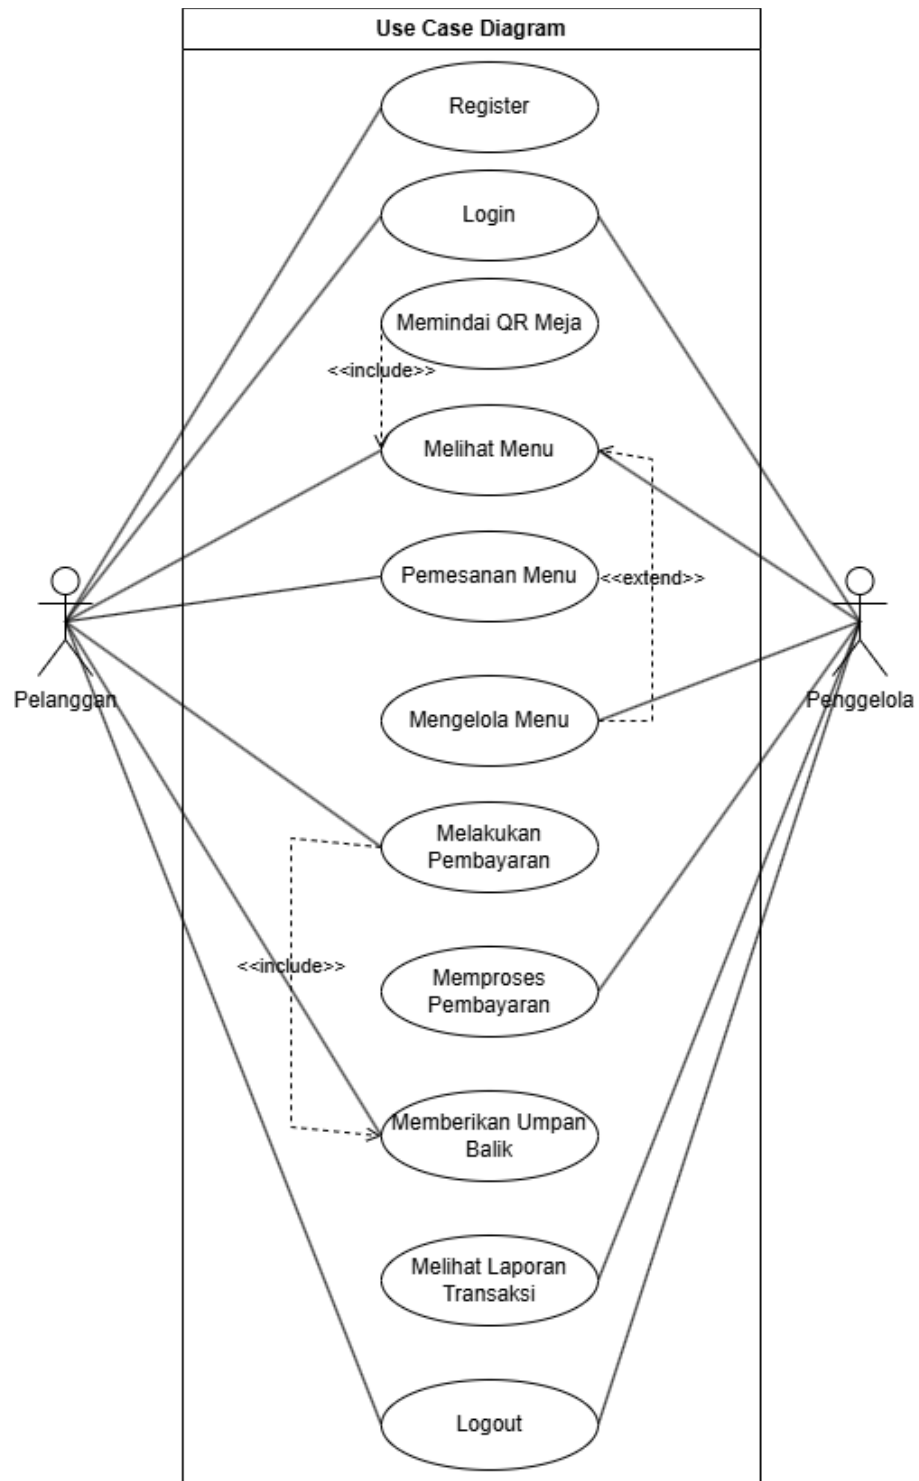 Use Case Diagram
Register
Login
Memindai QR Meja
<<include>>
Melihat Menu
Pemesanan Menu
<<extend>>
Pelanggan
Penggelola
Mengelola Menu
Melakukan
Pembayaran
<<include>>
Memproses
Pembayaran
Memberikan Umpan
Balik
Melihat Laporan
Transaksi
Logout